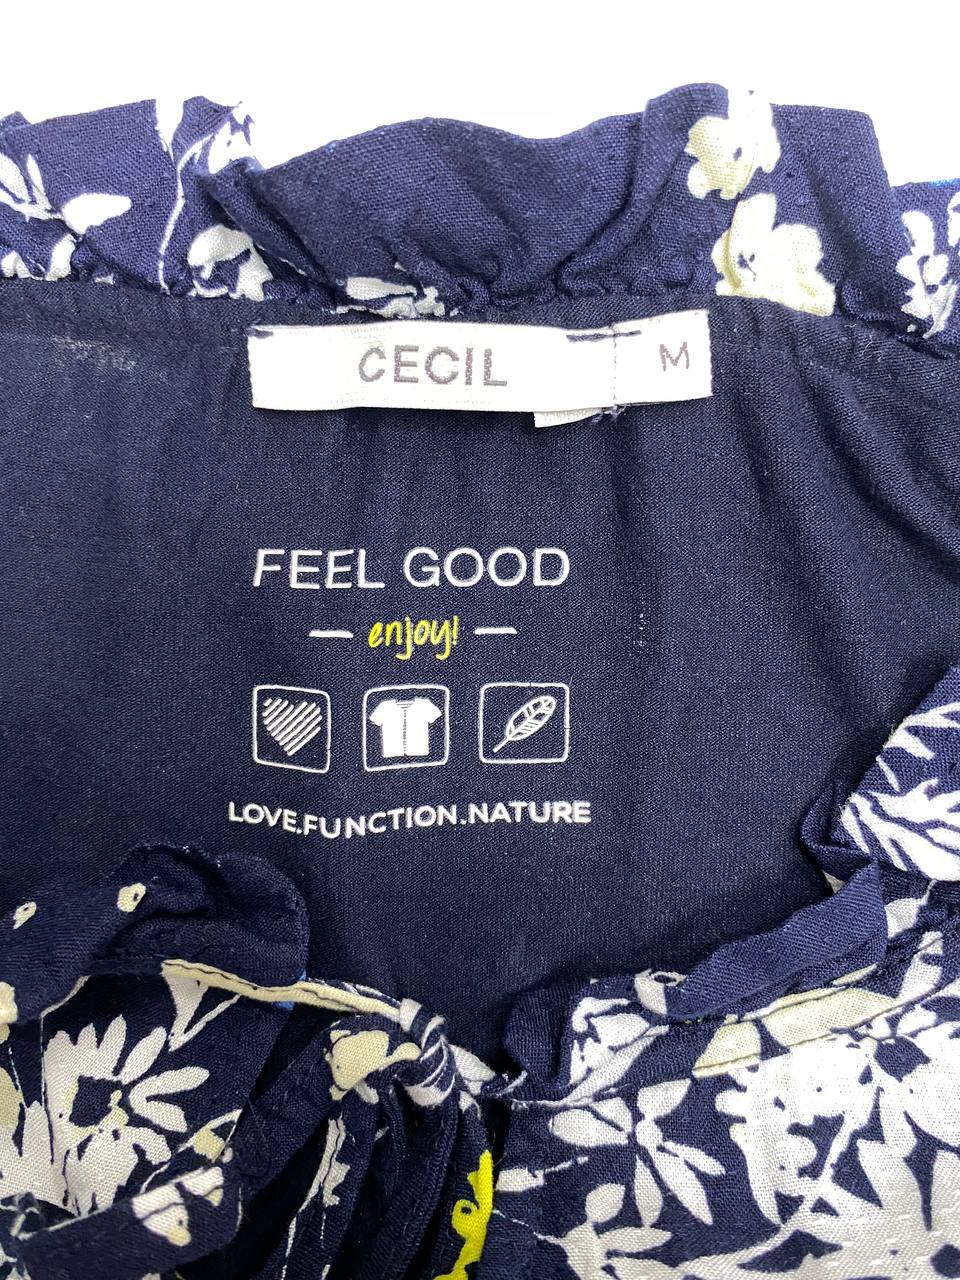 CECIL M
FEEL GOOD
— enjoy! —
LOVE.FUNCTION.NATURE